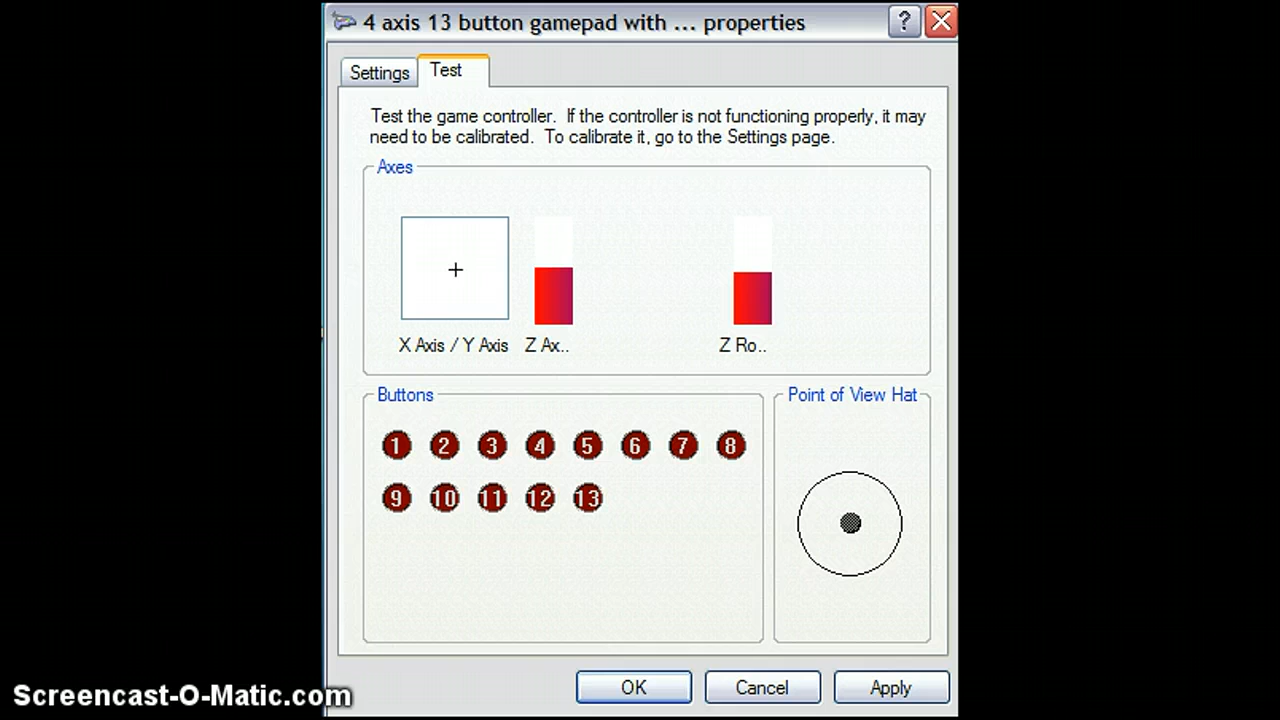 4 axis 13 button gamepad with ... properties
?
Settings
Test
Test the game controller. If the controller is not functioning properly, it may
need to be calibrated. To calibrate it, go to the Settings page.
Axes
X Axis / Y Axis
Z Ax..
Z Ro..
Buttons
1 2 3 4 5 6 7 8
9 10 11 12 13
Point of View Hat
OK
Cancel
Apply
Screencast-O-Matic.com